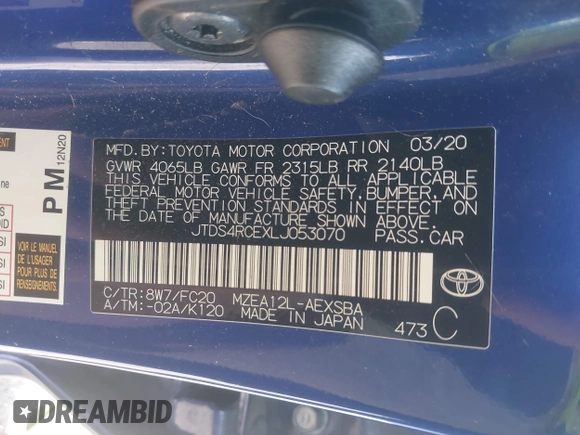 MFD.BY:TOYOTA MOTOR CORPORATION 03/20
GVWR 4065LB GAWR FR 2315LB RR 2140LB
THIS VEHICLE CONFORMS TO ALL APPLICABLE
FEDERAL MOTOR VEHICLE SAFETY, BUMPER, AND
THEFT PREVENTION STANDARDS IN EFFECT ON
THE DATE OF MANUFACTURE SHOWN ABOVE.
JTDS4RCEXLJ053070 PASS.CAR
C/TR:8W7/FC20 MZEA12L-AEXSBA
A/TM:-02A/K120 MADE IN JAPAN
473 C
TOYOTA
PM 12N20
VOIR LE MANUEL
DE L'USAGER
POUR PLUS DE
DREAMBID